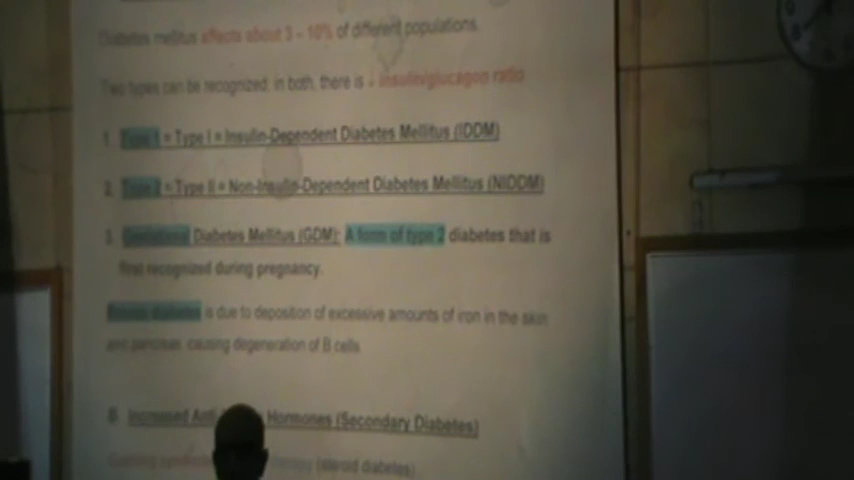 Diabetes mellitus affects about 3 – 10% of different populations.
Two types can be recognized, in both, there is ↓ insulin/glucagon ratio
1. Type 1 = Type I = Insulin-Dependent Diabetes Mellitus (IDDM)
2. Type 2 = Type II = Non-Insulin-Dependent Diabetes Mellitus (NIDDM)
3. Gestational Diabetes Mellitus (GDM): A form of type 2 diabetes that is
first recognized during pregnancy.
Bronze diabetes is due to deposition of excessive amounts of iron in the skin
and pancreas, causing degeneration of B cells
B. Increased Anti- Hormones (Secondary Diabetes)
(steroid diabetes)